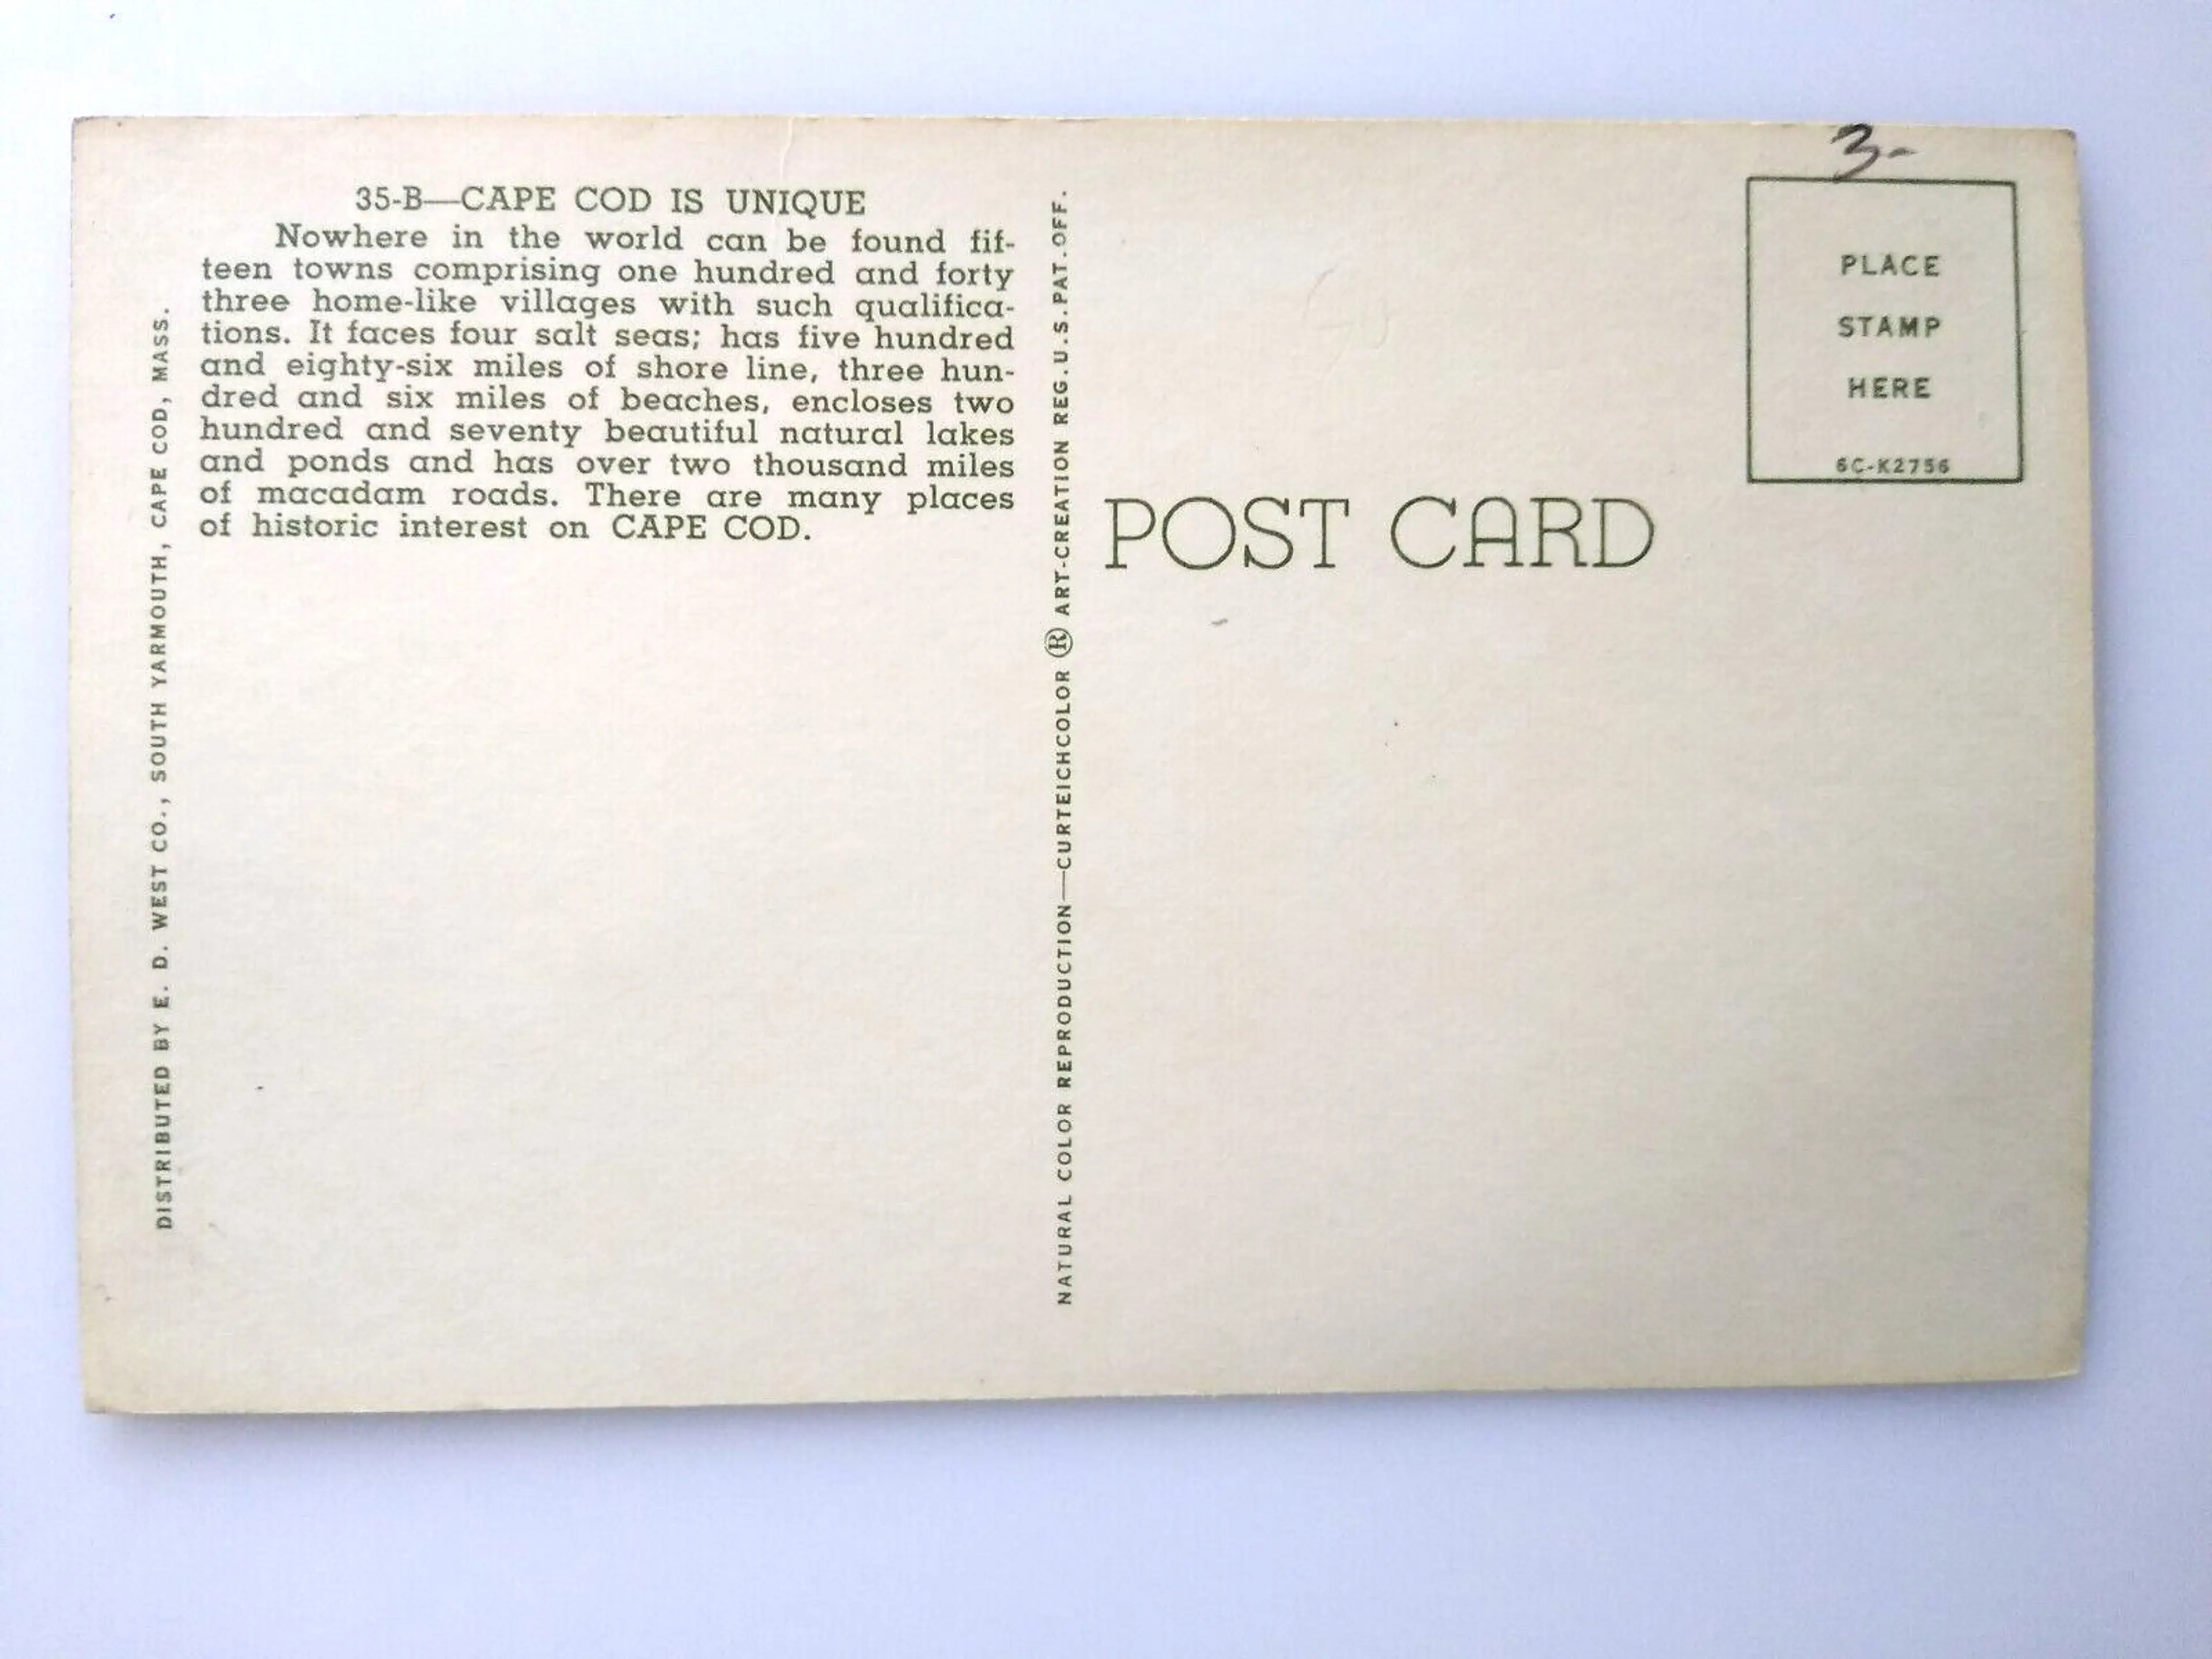 35-B—CAPE COD IS UNIQUE
Nowhere in the world can be found fif-
teen towns comprising one hundred and forty
three home-like villages with such qualifica-
tions. It faces four salt seas; has five hundred
and eighty-six miles of shore line, three hun-
dred and six miles of beaches, encloses two
hundred and seventy beautiful natural lakes
and ponds and has over two thousand miles
of macadam roads. There are many places
of historic interest on CAPE COD.
DISTRIBUTED BY E. D. WEST CO., SOUTH YARMOUTH, CAPE COD, MASS.
NATURAL COLOR REPRODUCTION—CURTEICHCOLOR ® ART-CREATION REG.U.S.PAT.OFF.
POST CARD
3-
PLACE
STAMP
HERE
6C-K2756